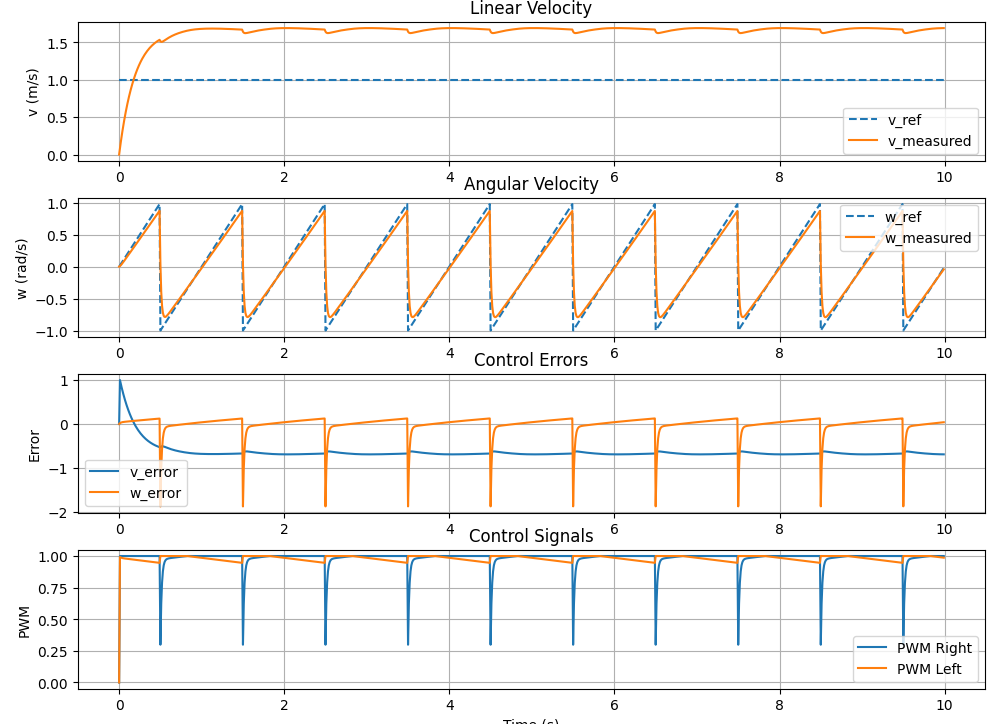 Linear Velocity
v (m/s)
1.5
1.0
0.5
0.0
v_ref
v_measured
0 2 4 6 8 10
Angular Velocity
w (rad/s)
1.0
0.5
0.0
−0.5
−1.0
w_ref
w_measured
0 2 4 6 8 10
Control Errors
Error
1
0
−1
−2
v_error
w_error
0 2 4 6 8 10
Control Signals
PWM
1.00
0.75
0.50
0.25
0.00
PWM Right
PWM Left
0 2 4 6 8 10
Time (s)